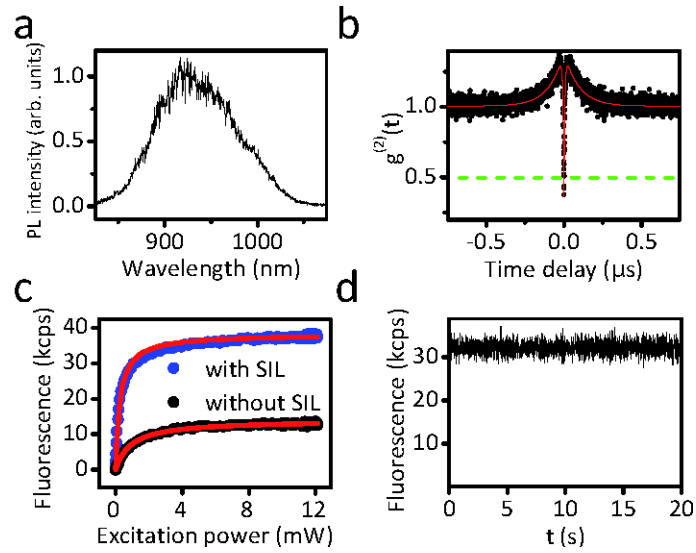 a
PL intensity (arb. units)
1.0
0.5
0.0
900
1000
Wavelength (nm)
b
g(2)(t)
1.0
0.5
-0.5
0.0
0.5
Time delay (μs)
c
Fluorescence (kcps)
40
30
20
10
0
with SIL
without SIL
0
4
8
12
Excitation power (mW)
d
Fluorescence (kcps)
30
20
10
0
5
10
15
20
t (s)